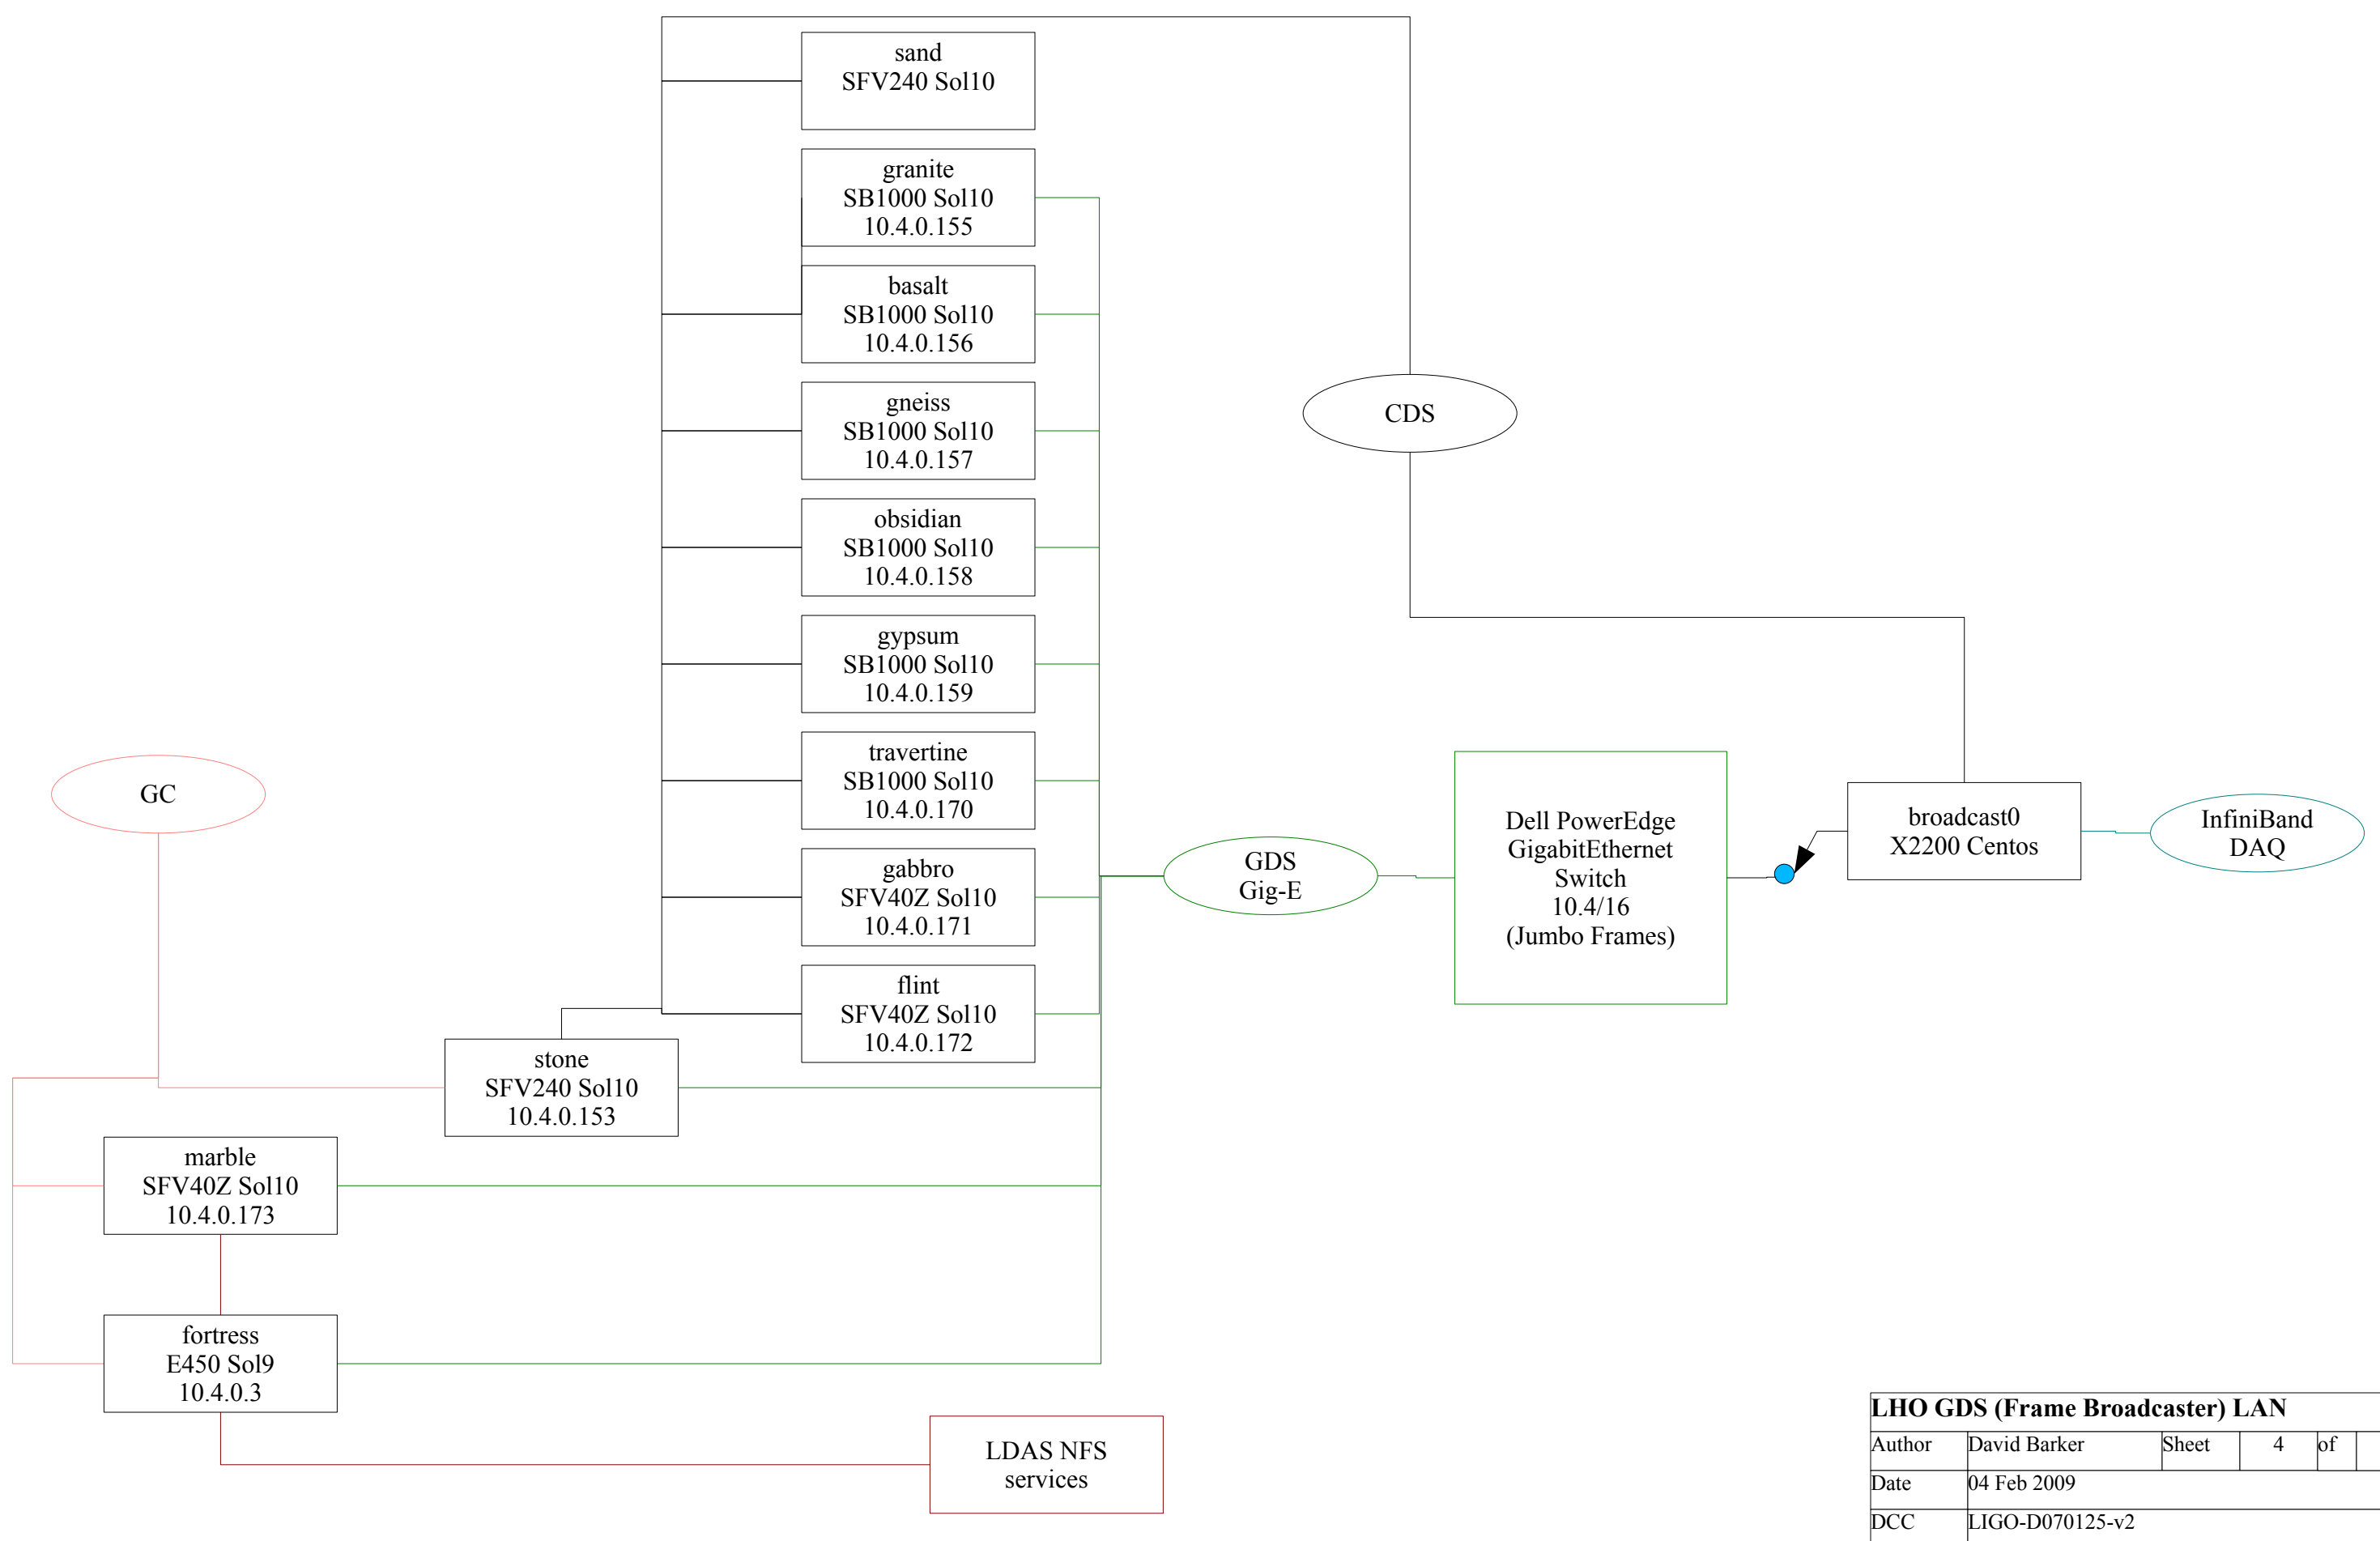 sand
SFV240 Sol10
granite
SB1000 Sol10
10.4.0.155
basalt
SB1000 Sol10
10.4.0.156
gneiss
SB1000 Sol10
10.4.0.157
obsidian
SB1000 Sol10
10.4.0.158
gypsum
SB1000 Sol10
10.4.0.159
travertine
SB1000 Sol10
10.4.0.170
gabbro
SFV40Z Sol10
10.4.0.171
flint
SFV40Z Sol10
10.4.0.172
CDS
GC
GDS
Gig-E
Dell PowerEdge
GigabitEthernet
Switch
10.4/16
(Jumbo Frames)
broadcast0
X2200 Centos
InfiniBand
DAQ
stone
SFV240 Sol10
10.4.0.153
marble
SFV40Z Sol10
10.4.0.173
fortress
E450 Sol9
10.4.0.3
LDAS NFS
services
LHO GDS (Frame Broadcaster) LAN
Author David Barker Sheet 4 of
Date 04 Feb 2009
DCC LIGO-D070125-v2